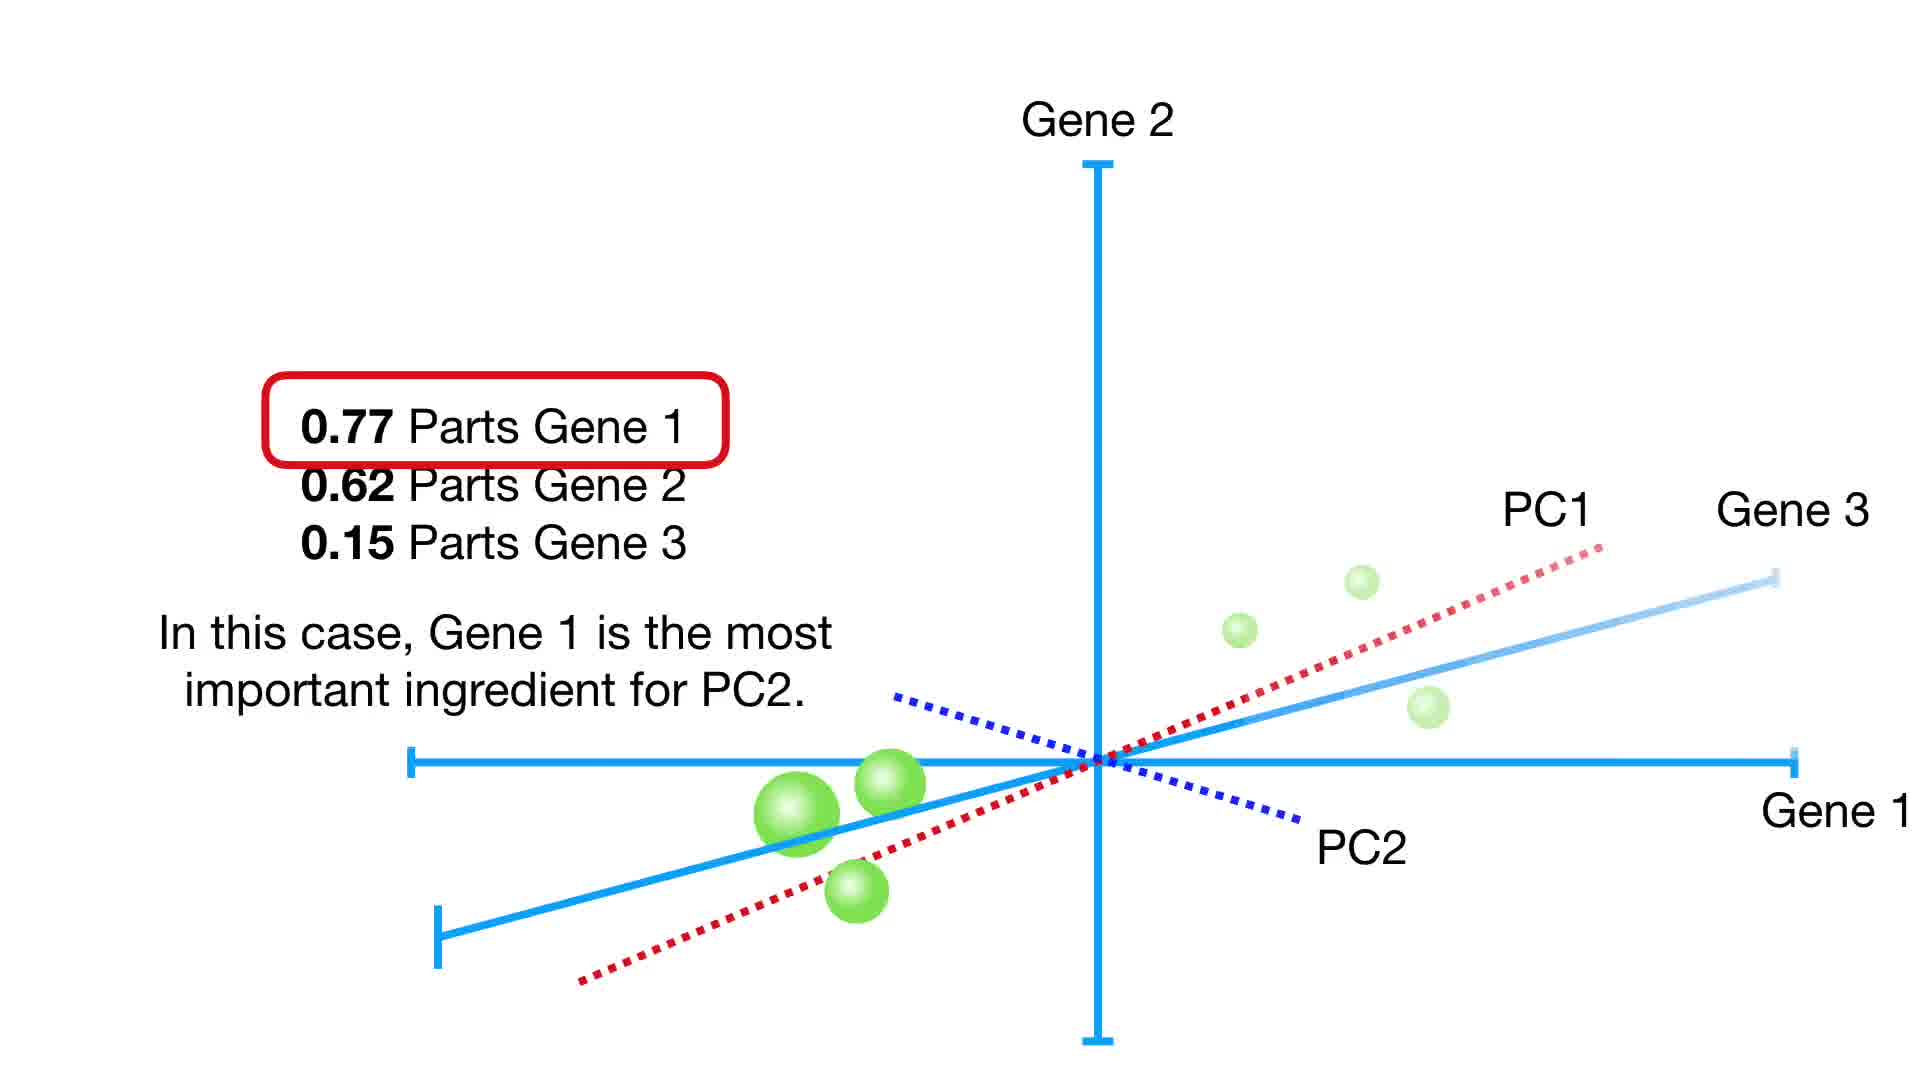 Gene 2
0.77 Parts Gene 1
0.62 Parts Gene 2
0.15 Parts Gene 3
In this case, Gene 1 is the most
important ingredient for PC2.
PC1
Gene 3
Gene 1
PC2